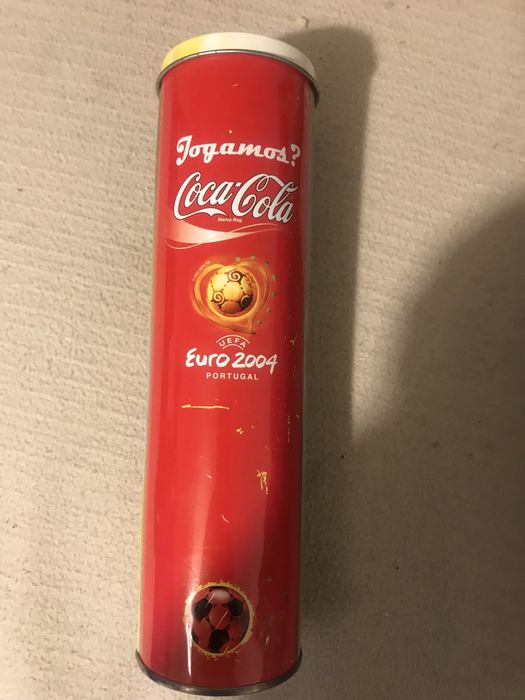 Jogamos?
Coca-Cola
Marca Reg.
UEFA
Euro 2004
PORTUGAL